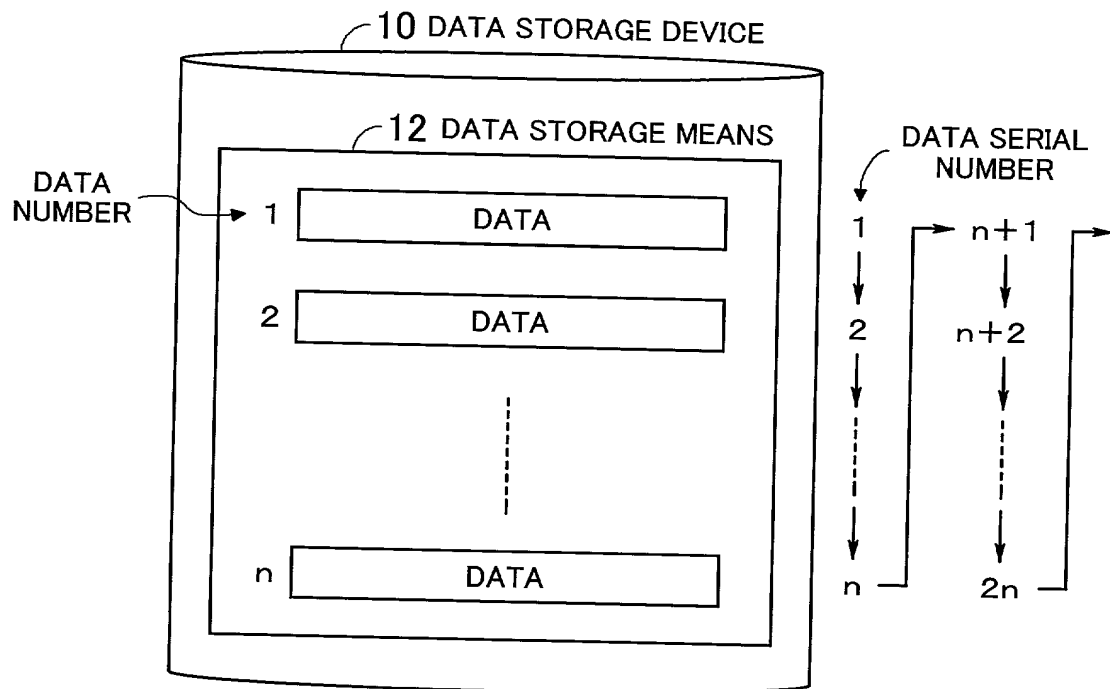 10 DATA STORAGE DEVICE
12 DATA STORAGE MEANS
DATA SERIAL
NUMBER
DATA
NUMBER
1 DATA 1 n+1
2 DATA 2 n+2
n DATA n 2n